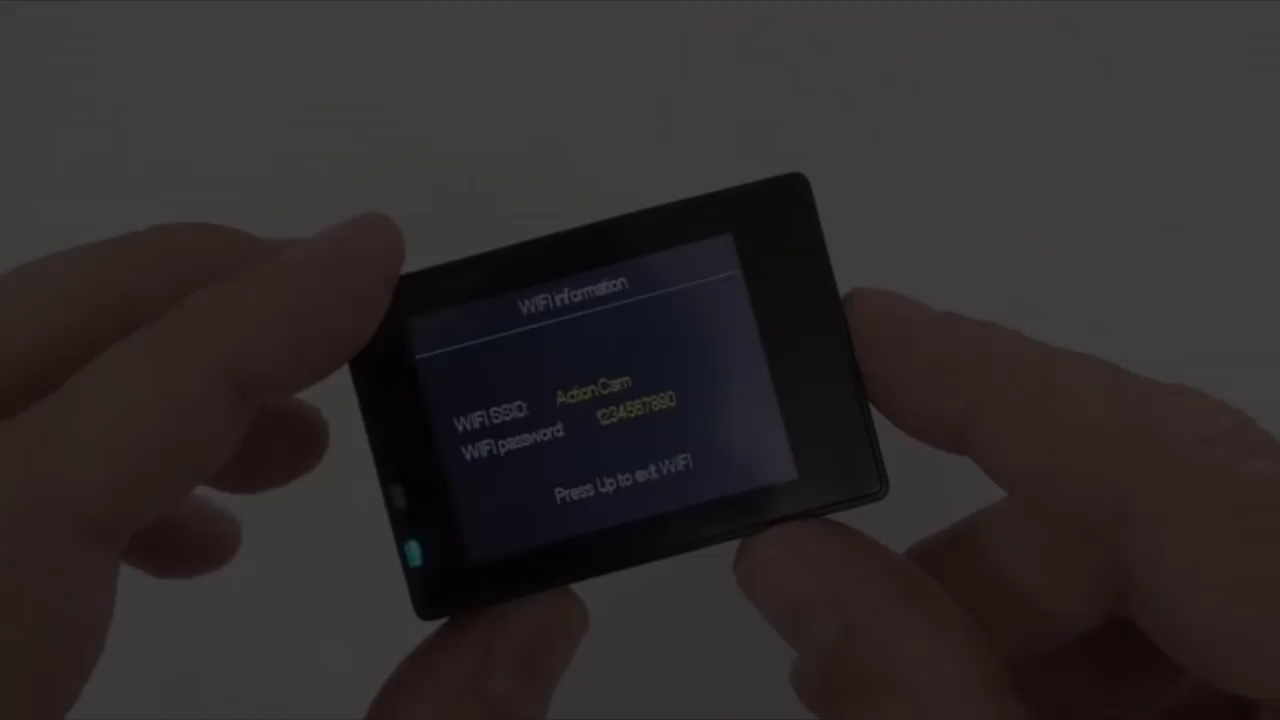 WIFI information
WIFI SSID: Action Cam
WIFI password: 1234567890
Press Up to exit WIFI